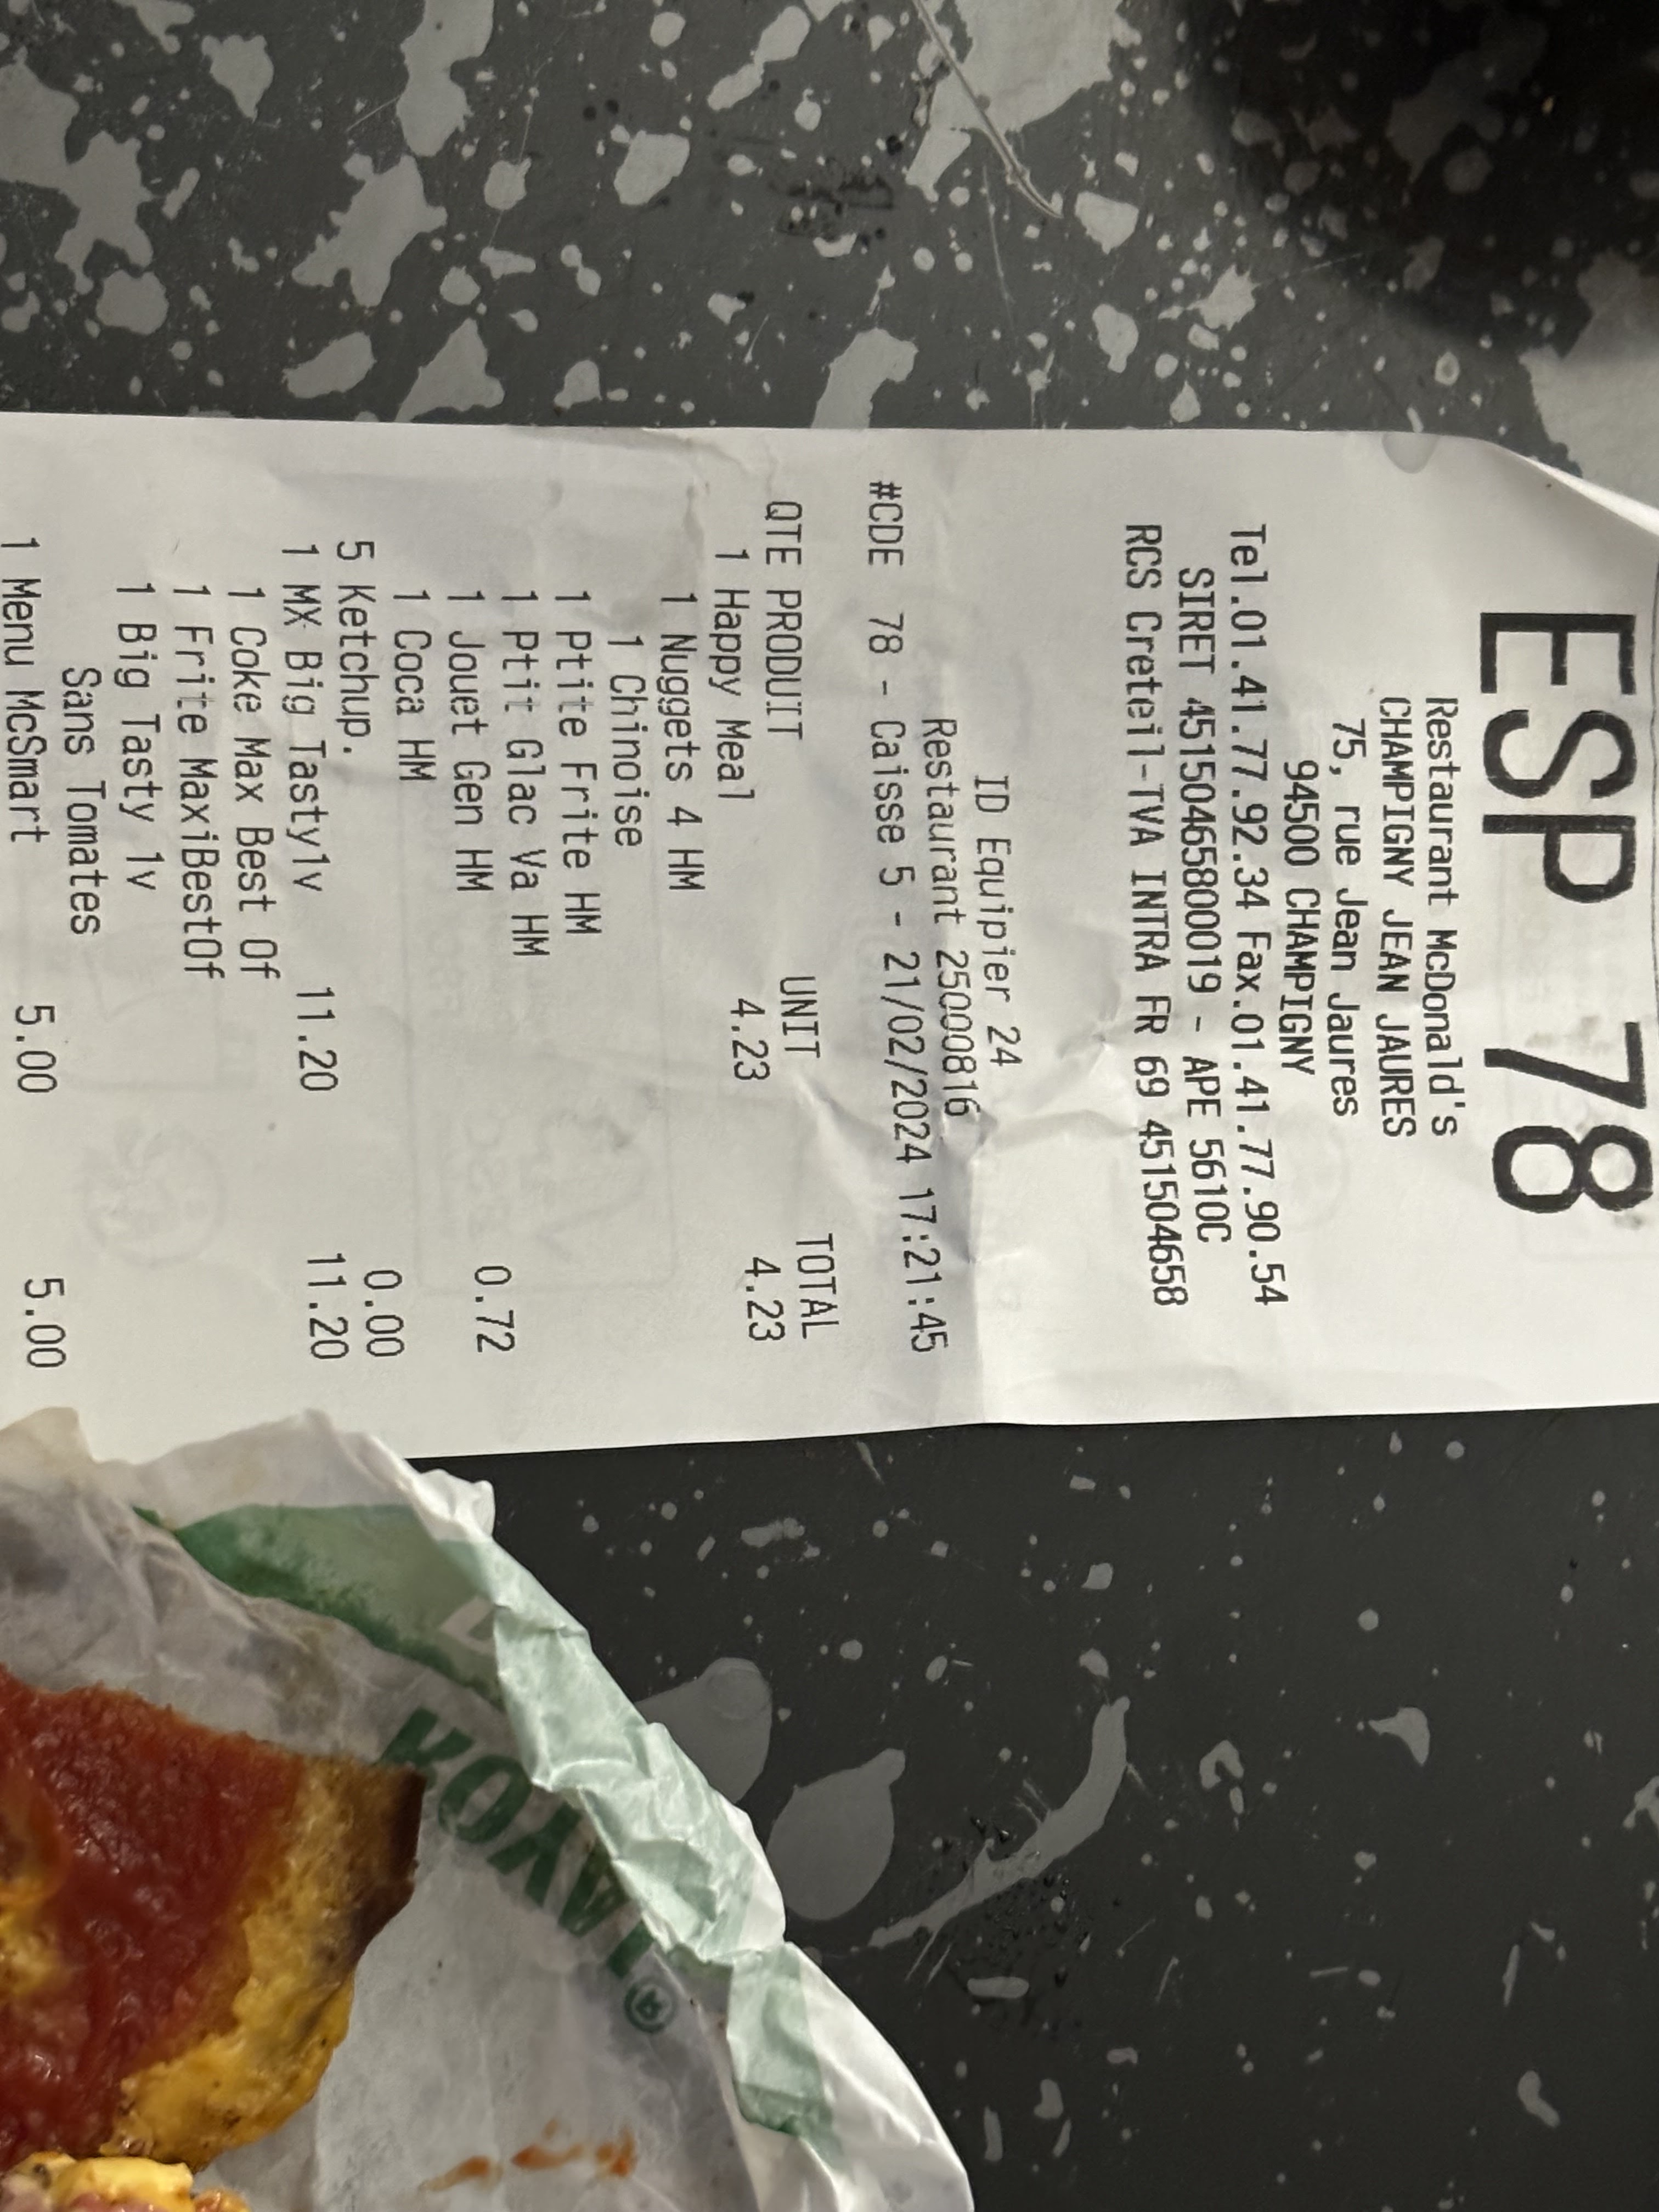 ESP 78
Restaurant McDonald's
CHAMPIGNY JEAN JAURES
75, rue Jean Jaures
94500 CHAMPIGNY
Tel.01.41.77.92.34 Fax.01.41.77.90.54
SIRET 45150465800019 - APE 5610C
RCS Creteil-TVA INTRA FR 69 451504658
ID Equipier 24
Restaurant 25000816
#CDE 78 - Caisse 5 - 21/02/2024 17:21:45
QTE PRODUIT UNIT TOTAL
1 Happy Meal 4.23 4.23
1 Nuggets 4 HM
1 Chinoise
1 Ptite Frite HM
1 Ptit Glac Va HM 0.72
1 Jouet Gen HM
1 Coca HM
5 Ketchup. 0.00
1 MX Big Tasty1v 11.20 11.20
1 Coke Max Best Of
1 Frite MaxiBestOf
1 Big Tasty 1v
Sans Tomates
1 Menu McSmart 5.00 5.00
ROYAL®